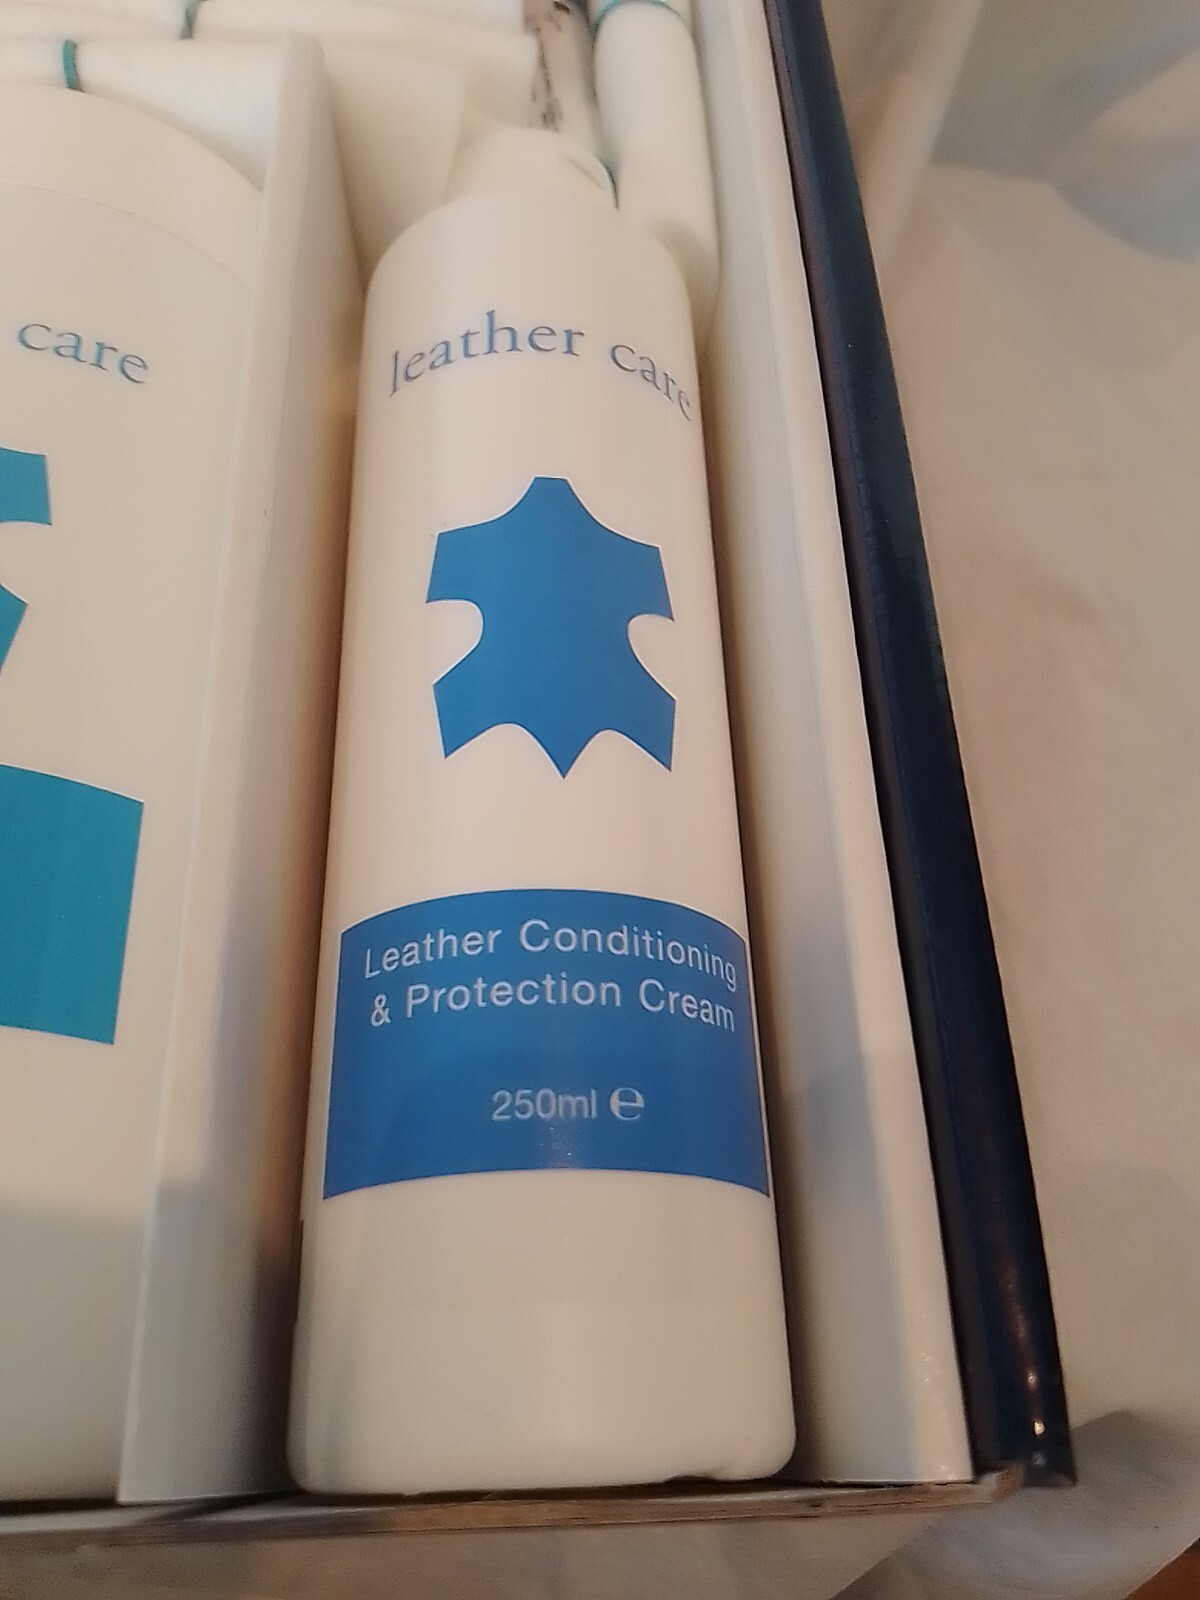 care
leather care
Leather Conditioning
& Protection Cream
250ml ℮